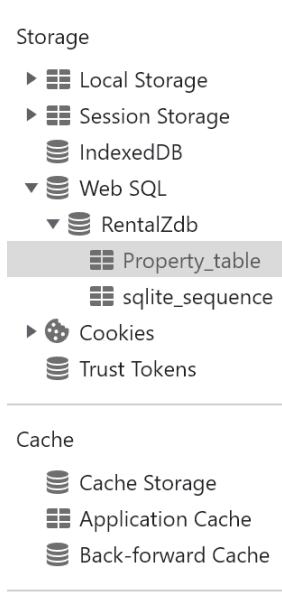 Storage
Local Storage
Session Storage
IndexedDB
Web SQL
RentalZdb
Property_table
sqlite_sequence
Cookies
Trust Tokens
Cache
Cache Storage
Application Cache
Back-forward Cache